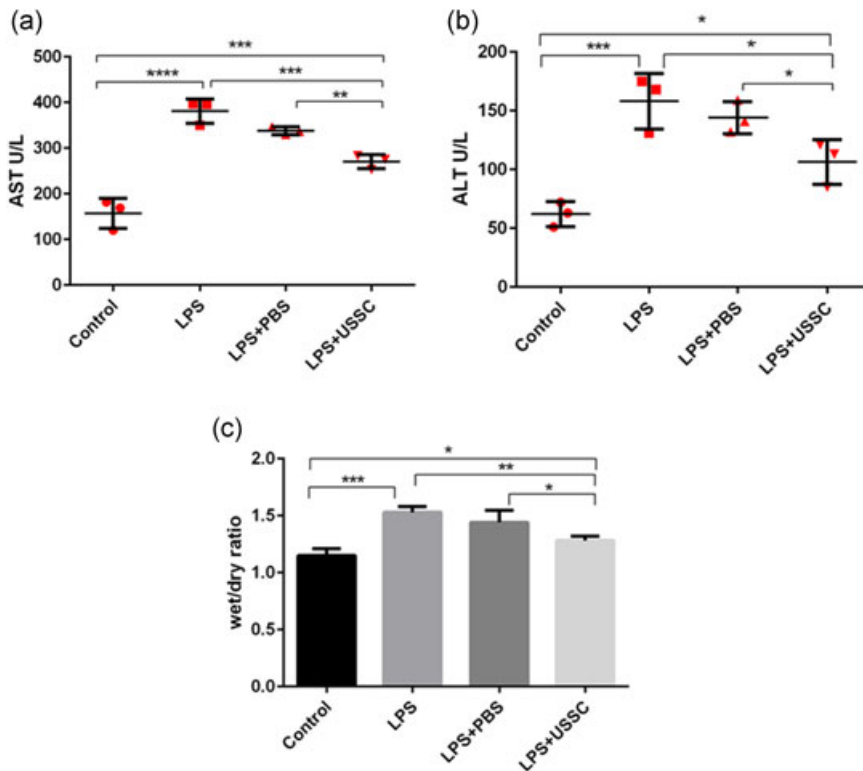 (a)
***
****
***
**
500
400
300
200
100
0
AST U/L
Control
LPS
LPS+PBS
LPS+USSC
(b)
*
***
*
*
200
150
100
50
0
ALT U/L
Control
LPS
LPS+PBS
LPS+USSC
(c)
*
***
**
*
2.0
1.5
1.0
0.5
0.0
wet/dry ratio
Control
LPS
LPS+PBS
LPS+USSC